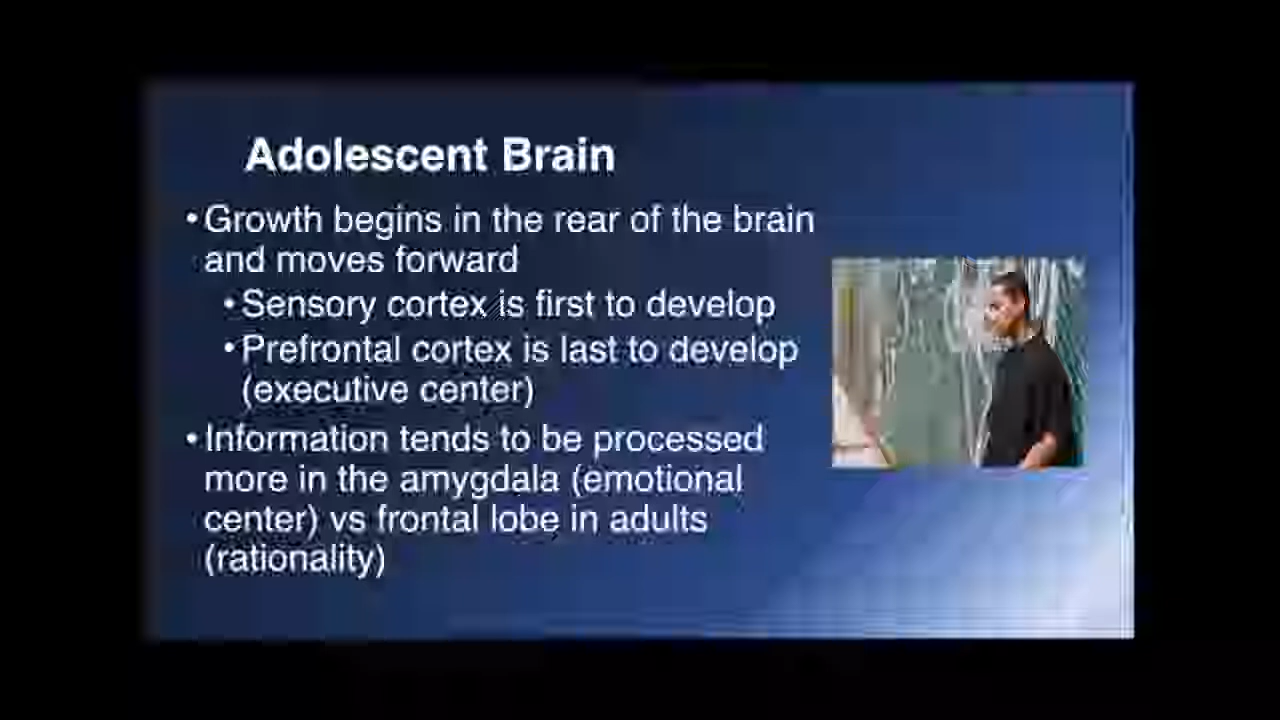 Adolescent Brain
• Growth begins in the rear of the brain
and moves forward
• Sensory cortex is first to develop
• Prefrontal cortex is last to develop
(executive center)
• Information tends to be processed
more in the amygdala (emotional
center) vs frontal lobe in adults
(rationality)